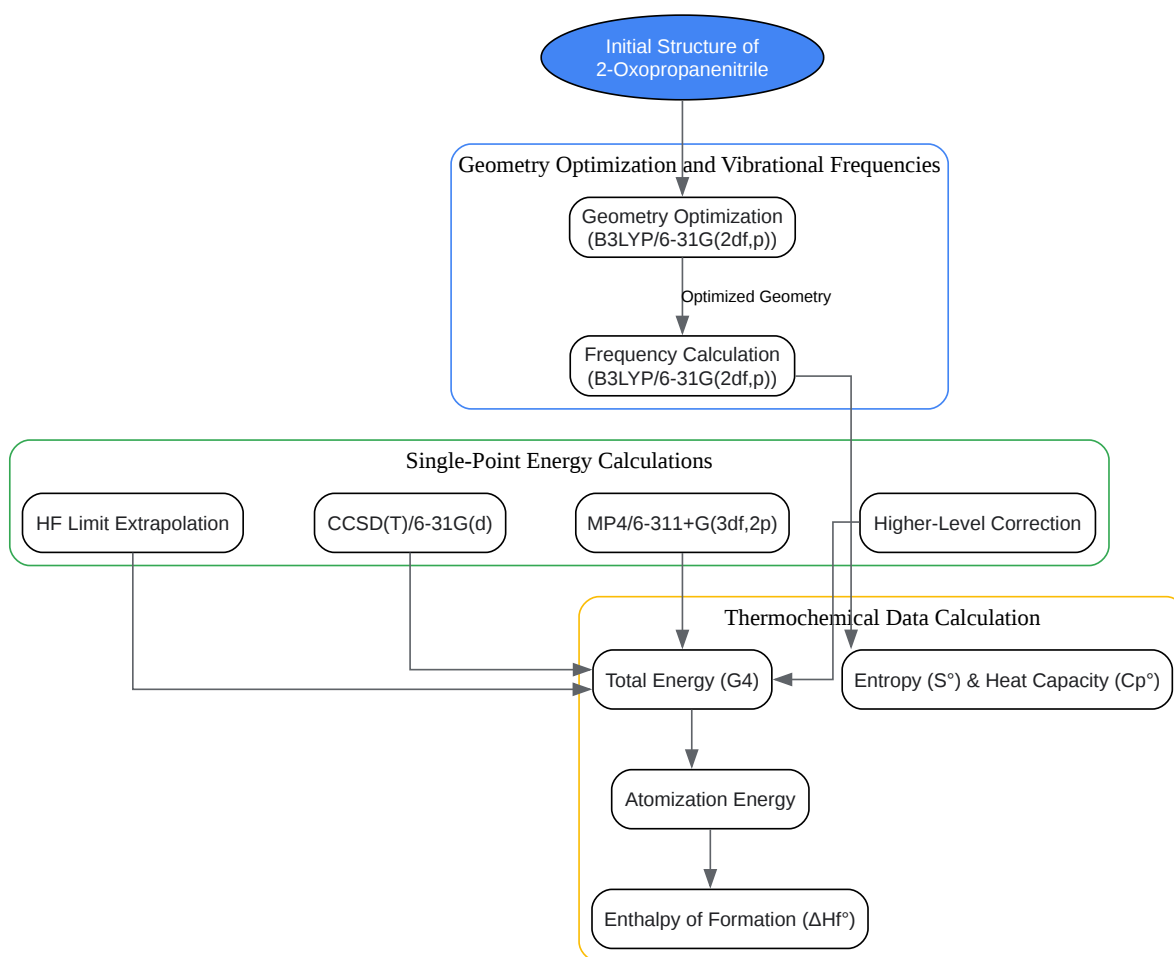 Initial Structure of
2-Oxopropanenitrile
Geometry Optimization and Vibrational Frequencies
Geometry Optimization
(B3LYP/6-31G(2df,p))
Optimized Geometry
Frequency Calculation
(B3LYP/6-31G(2df,p))
Single-Point Energy Calculations
HF Limit Extrapolation
CCSD(T)/6-31G(d)
MP4/6-311+G(3df,2p)
Higher-Level Correction
Thermochemical Data Calculation
Total Energy (G4)
Entropy (S°) & Heat Capacity (Cp°)
Atomization Energy
Enthalpy of Formation (ΔHf°)